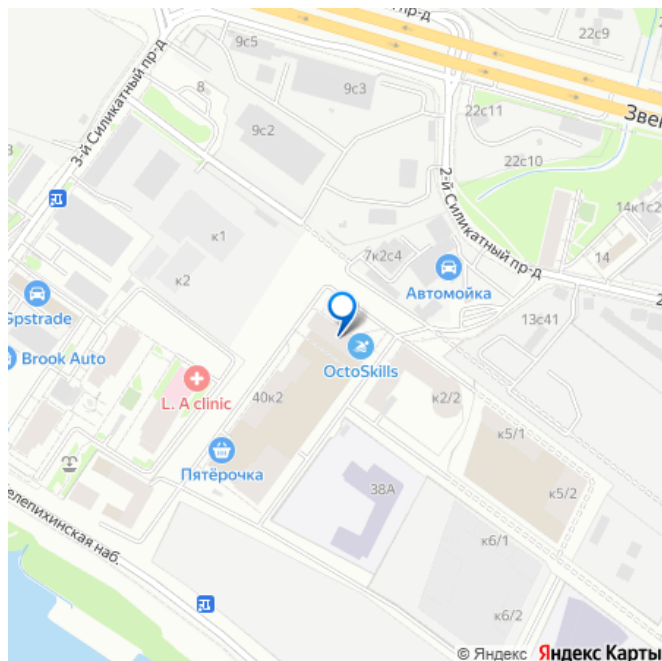 пр-д
22с9
9с5
3-й Силикатный пр-д
8
9с3
22с11
Звен
9с2
22с10
2-й Силикатный пр-д
14к1с2
к1
7к2с4
14
к2
Автомойка
Gpstrade
13с41
Brook Auto
OctoSkills
L. A clinic
40к2
к2/2
к5/1
Пятёрочка
38А
к5/2
елепихинская наб.
к6/1
к6/2
© Яндекс Яндекс Карты